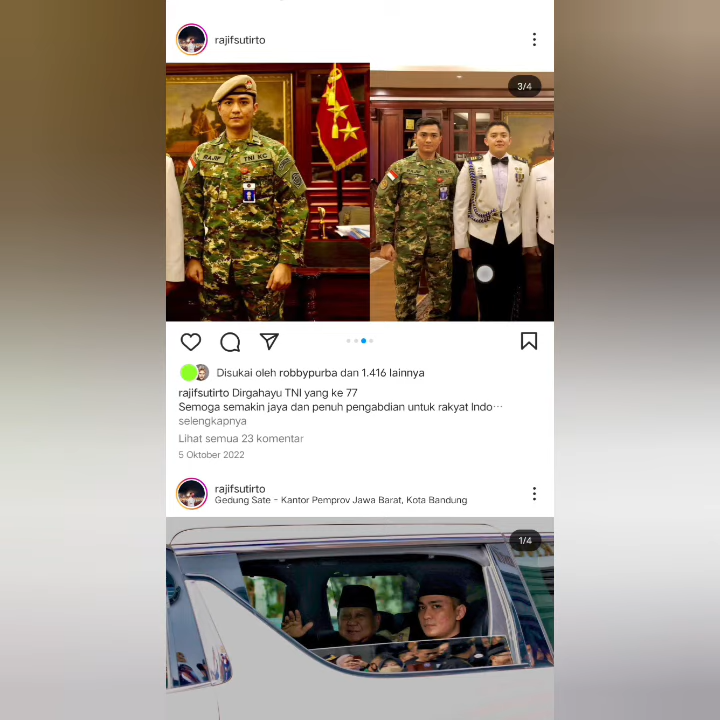 rajifsutirto
3/4
RAJIF
TNI KC
Disukai oleh robbypurba dan 1.416 lainnya
rajifsutirto Dirgahayu TNI yang ke 77
Semoga semakin jaya dan penuh pengabdian untuk rakyat Indo...
selengkapnya
Lihat semua 23 komentar
5 Oktober 2022
rajifsutirto
Gedung Sate - Kantor Pemprov Jawa Barat, Kota Bandung
1/4